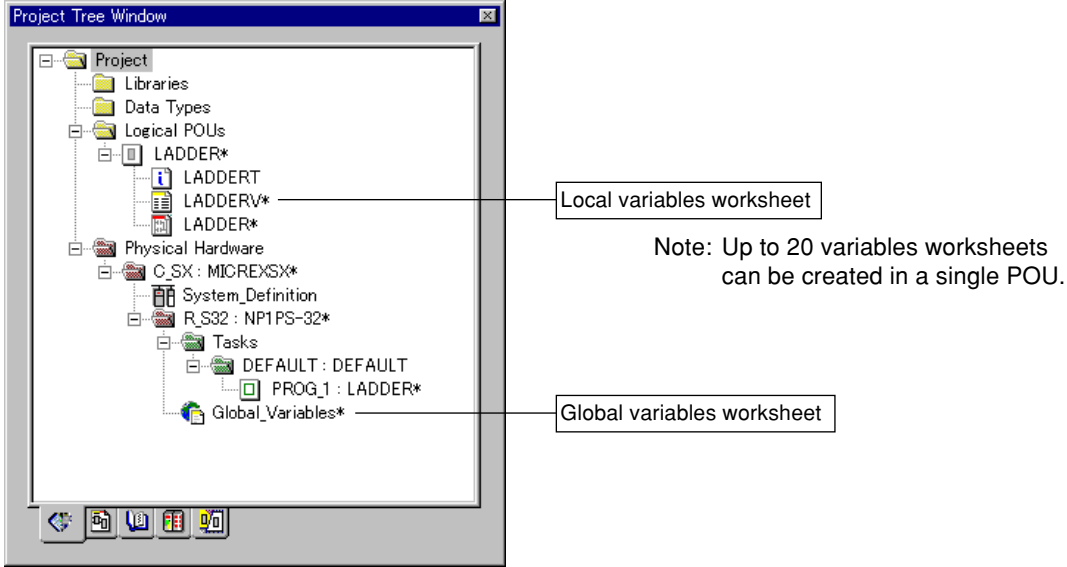 Project Tree Window
Project
Libraries
Data Types
Logical POUs
LADDER*
LADDERT
LADDERV*
LADDER*
Local variables worksheet
Note: Up to 20 variables worksheets
can be created in a single POU.
Physical Hardware
C_SX : MICREXSX*
System_Definition
R_S32 : NP1PS-32*
Tasks
DEFAULT : DEFAULT
PROG_1 : LADDER*
Global_Variables*
Global variables worksheet